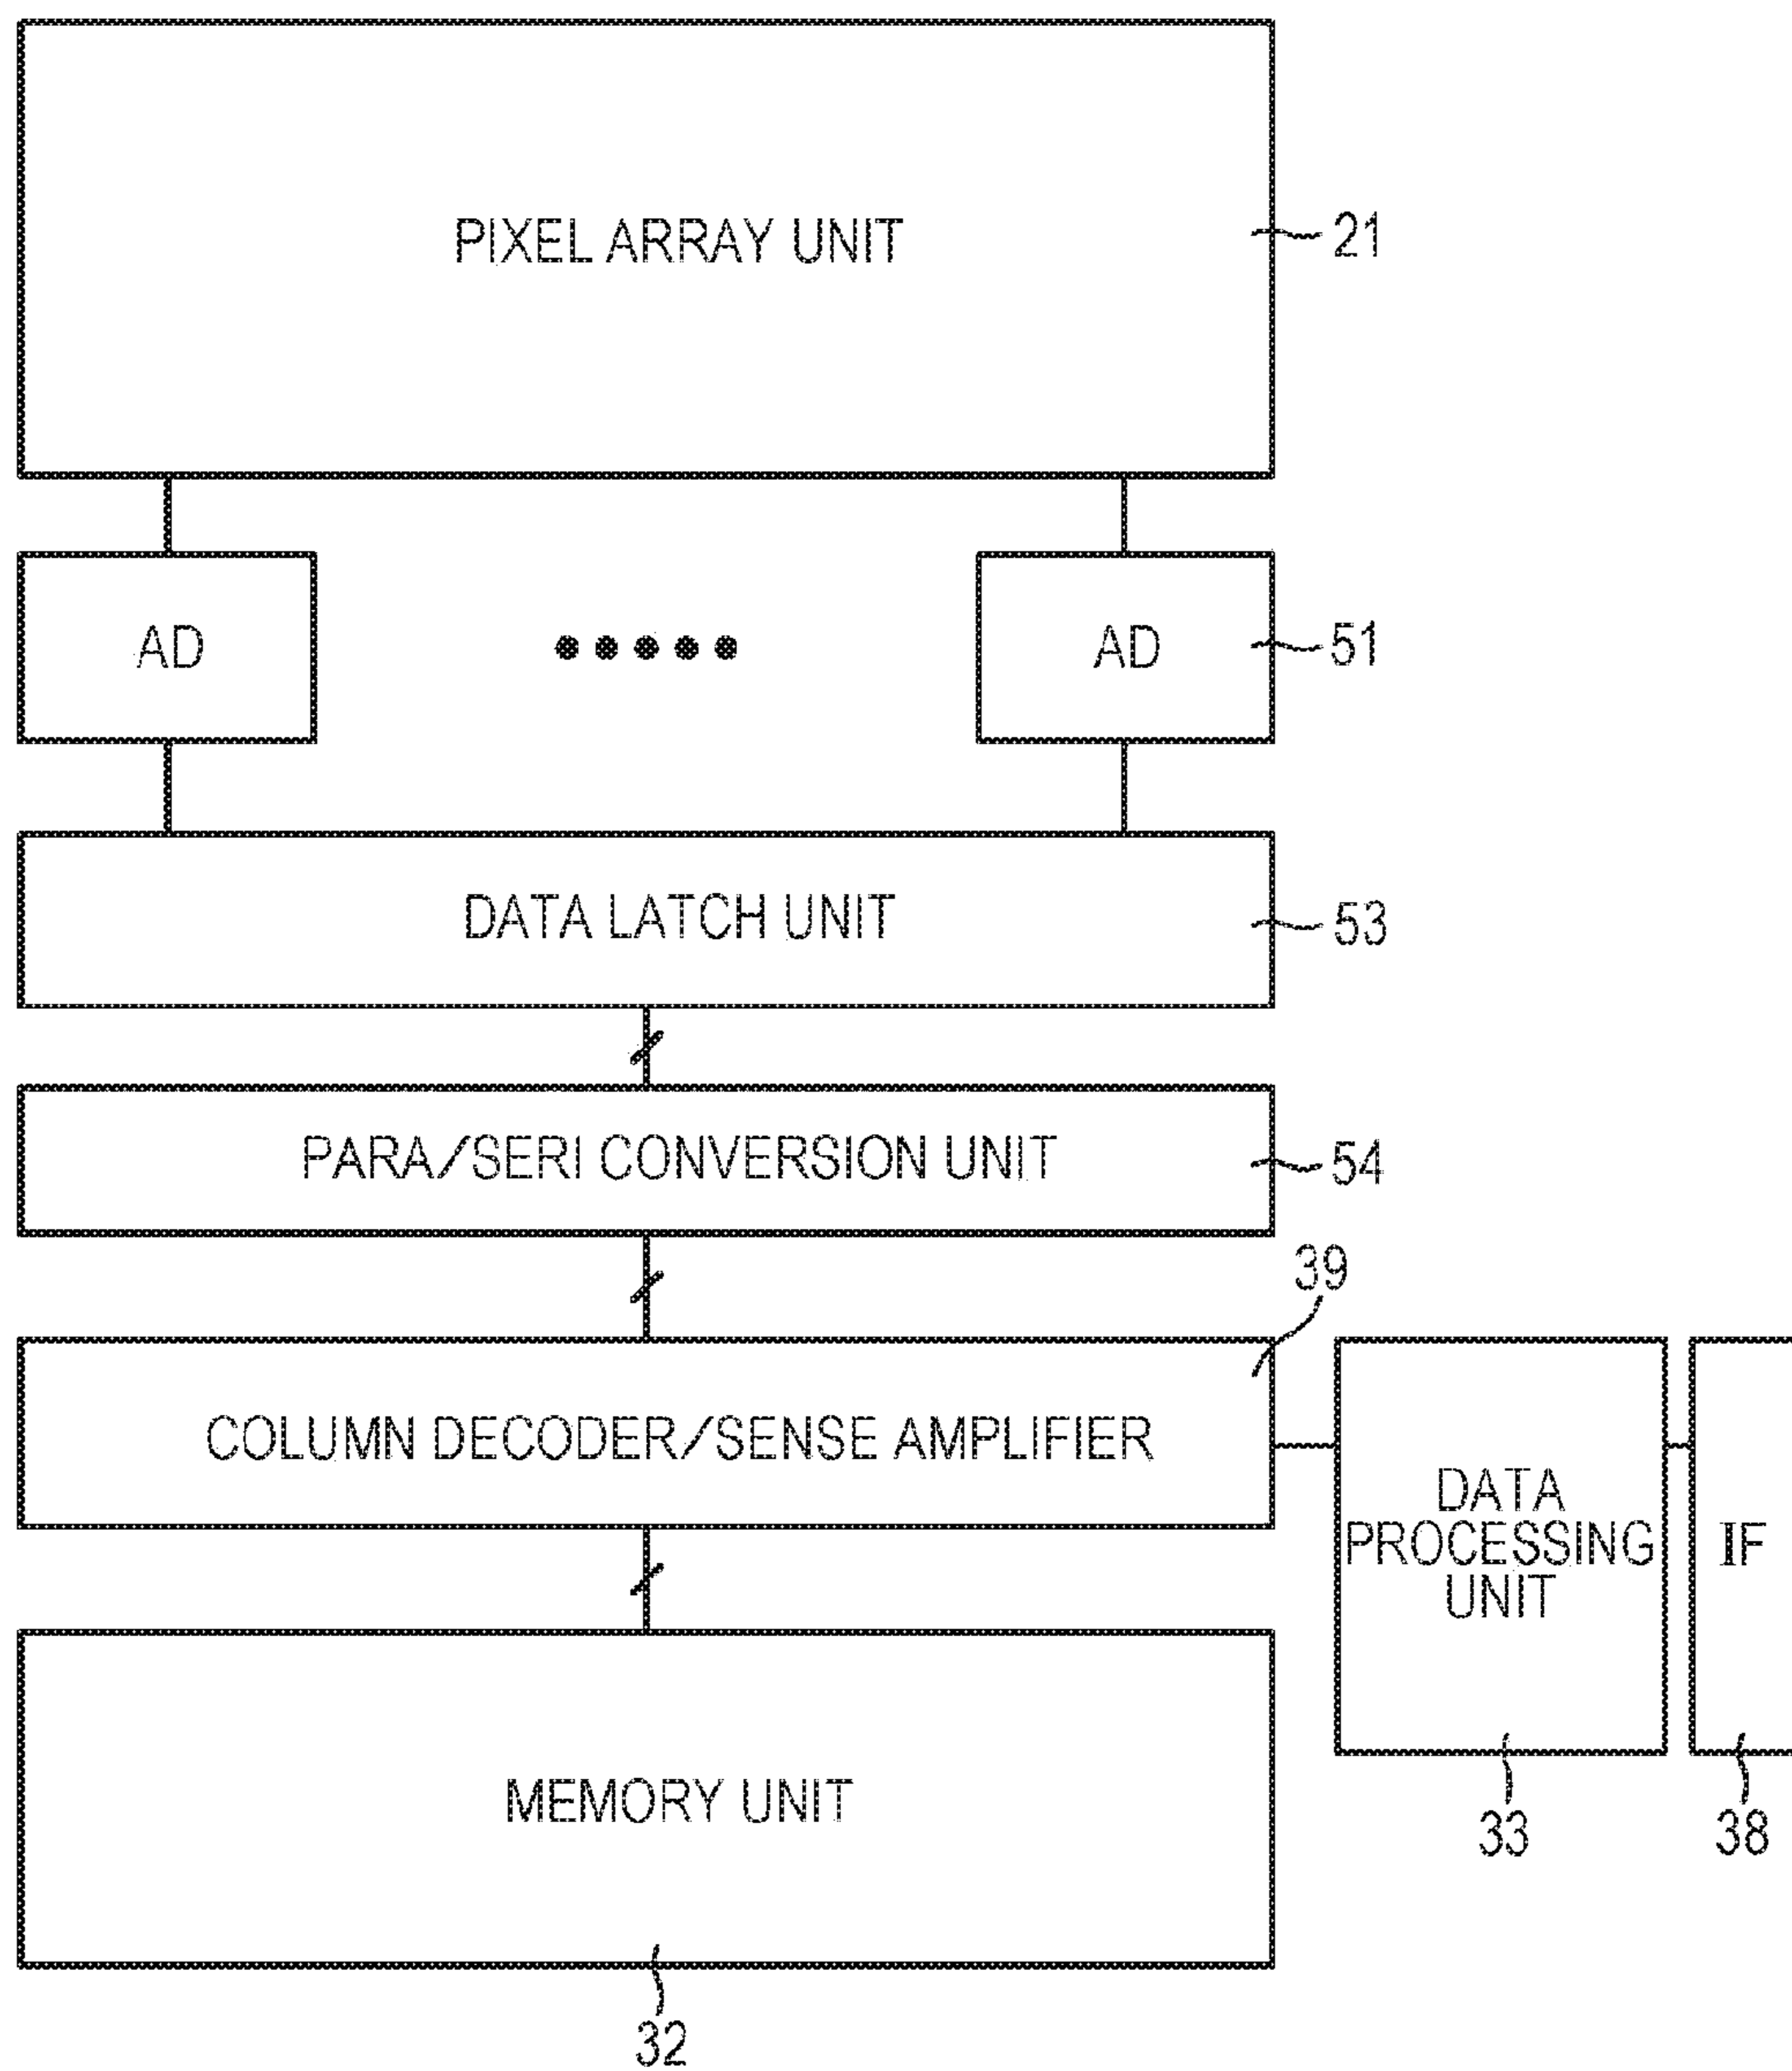 PIXEL ARRAY UNIT
21
AD
AD
51
DATA LATCH UNIT
53
PARA/SERI CONVERSION UNIT
54
39
COLUMN DECODER/SENSE AMPLIFIER
DATA
PROCESSING
UNIT
IF
MEMORY UNIT
33
38
32